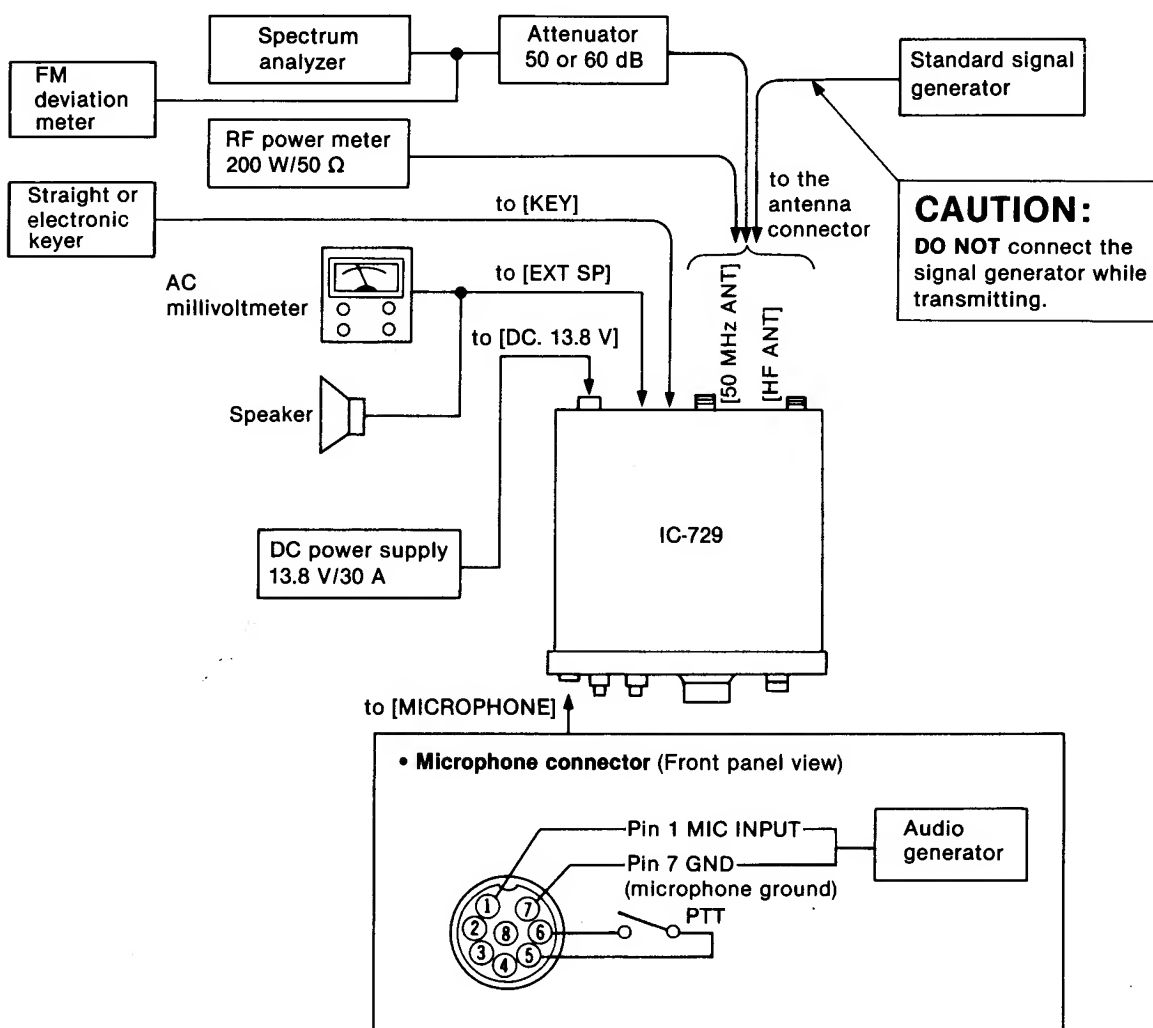 Spectrum
analyzer
Attenuator
50 or 60 dB
Standard signal
generator
FM
deviation
meter
RF power meter
200 W/50 Ω
to the
antenna
connector
Straight or
electronic
keyer
to [KEY]
CAUTION:
DO NOT connect the
signal generator while
transmitting.
AC
millivoltmeter
to [EXT SP]
to [DC. 13.8 V]
[50 MHz ANT]
[HF ANT]
Speaker
IC-729
DC power supply
13.8 V/30 A
to [MICROPHONE]
• Microphone connector (Front panel view)
Pin 1 MIC INPUT
Pin 7 GND
(microphone ground)
Audio
generator
PTT
1
7
2
8
6
3
5
4